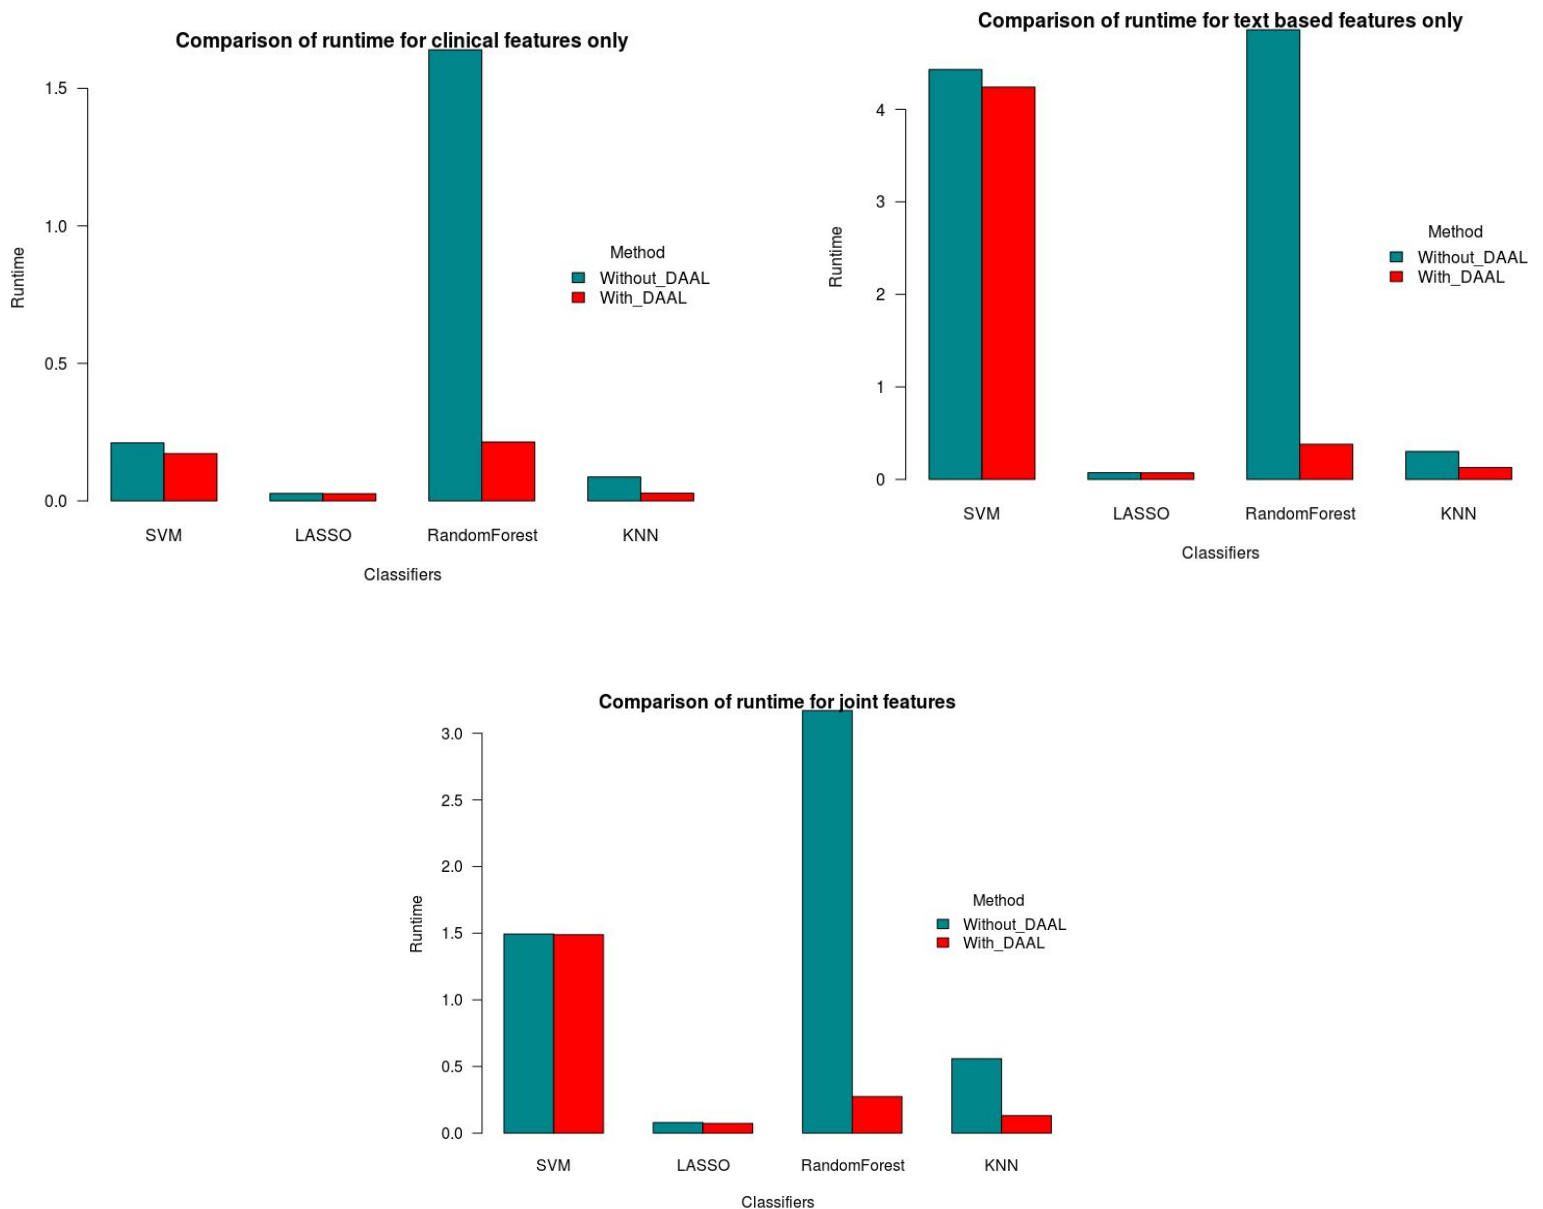 Comparison of runtime for clinical features only
1.5
1.0
0.5
0.0
Runtime
Method
Without_DAAL
With_DAAL
SVM LASSO RandomForest KNN
Classifiers
Comparison of runtime for text based features only
4
3
2
1
0
Runtime
Method
Without_DAAL
With_DAAL
SVM LASSO RandomForest KNN
Classifiers
Comparison of runtime for joint features
3.0
2.5
2.0
1.5
1.0
0.5
0.0
Runtime
Method
Without_DAAL
With_DAAL
SVM LASSO RandomForest KNN
Classifiers